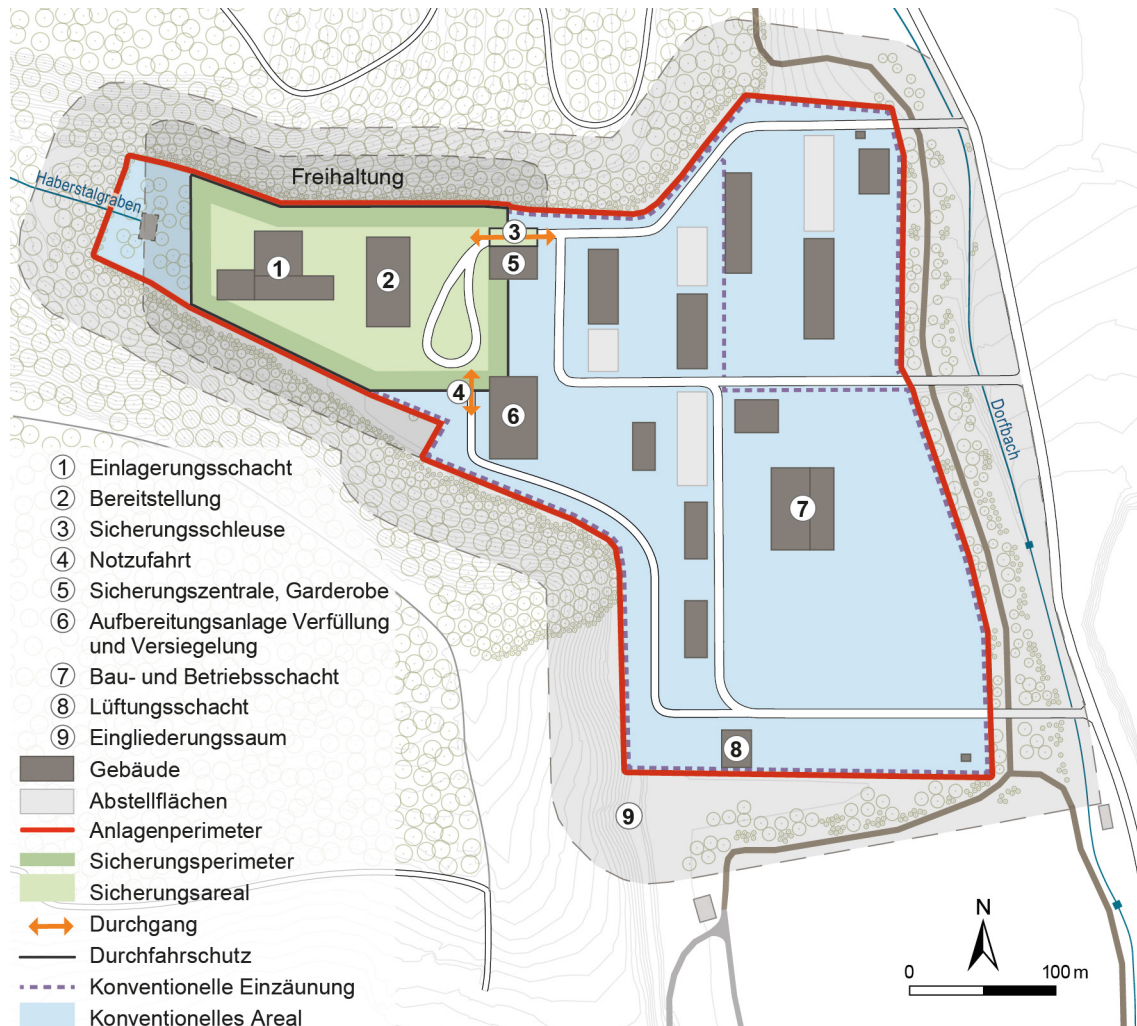 Haberstalgraben
Freihaltung
1
2
3
5
4
6
7
8
9
Dorfbach
1 Einlagerungsschacht
2 Bereitstellung
3 Sicherungsschleuse
4 Notzufahrt
5 Sicherungszentrale, Garderobe
6 Aufbereitungsanlage Verfüllung
und Versiegelung
7 Bau- und Betriebsschacht
8 Lüftungsschacht
9 Eingliederungssaum
Gebäude
Abstellflächen
Anlagenperimeter
Sicherungsperimeter
Sicherungsareal
Durchgang
Durchfahrschutz
Konventionelle Einzäunung
Konventionelles Areal
N
0 100 m